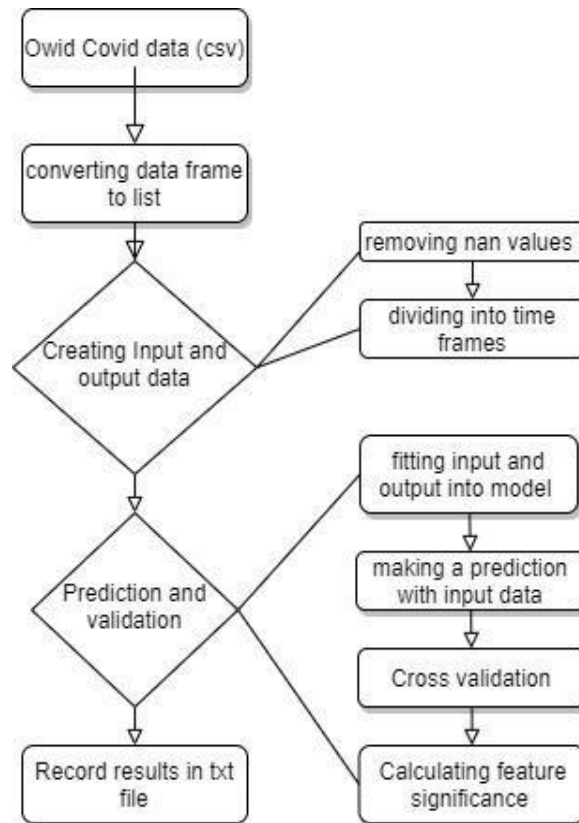 Owid Covid data (csv)
converting data frame
to list
removing nan values
dividing into time
frames
Creating Input and
output data
fitting input and
output into model
making a prediction
with input data
Prediction and
validation
Cross validation
Record results in txt
file
Calculating feature
significance